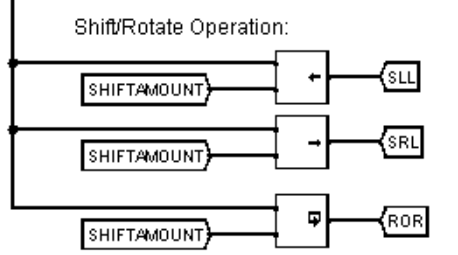 Shift/Rotate Operation:
SLL
SHIFTAMOUNT
SRL
SHIFTAMOUNT
ROR
SHIFTAMOUNT